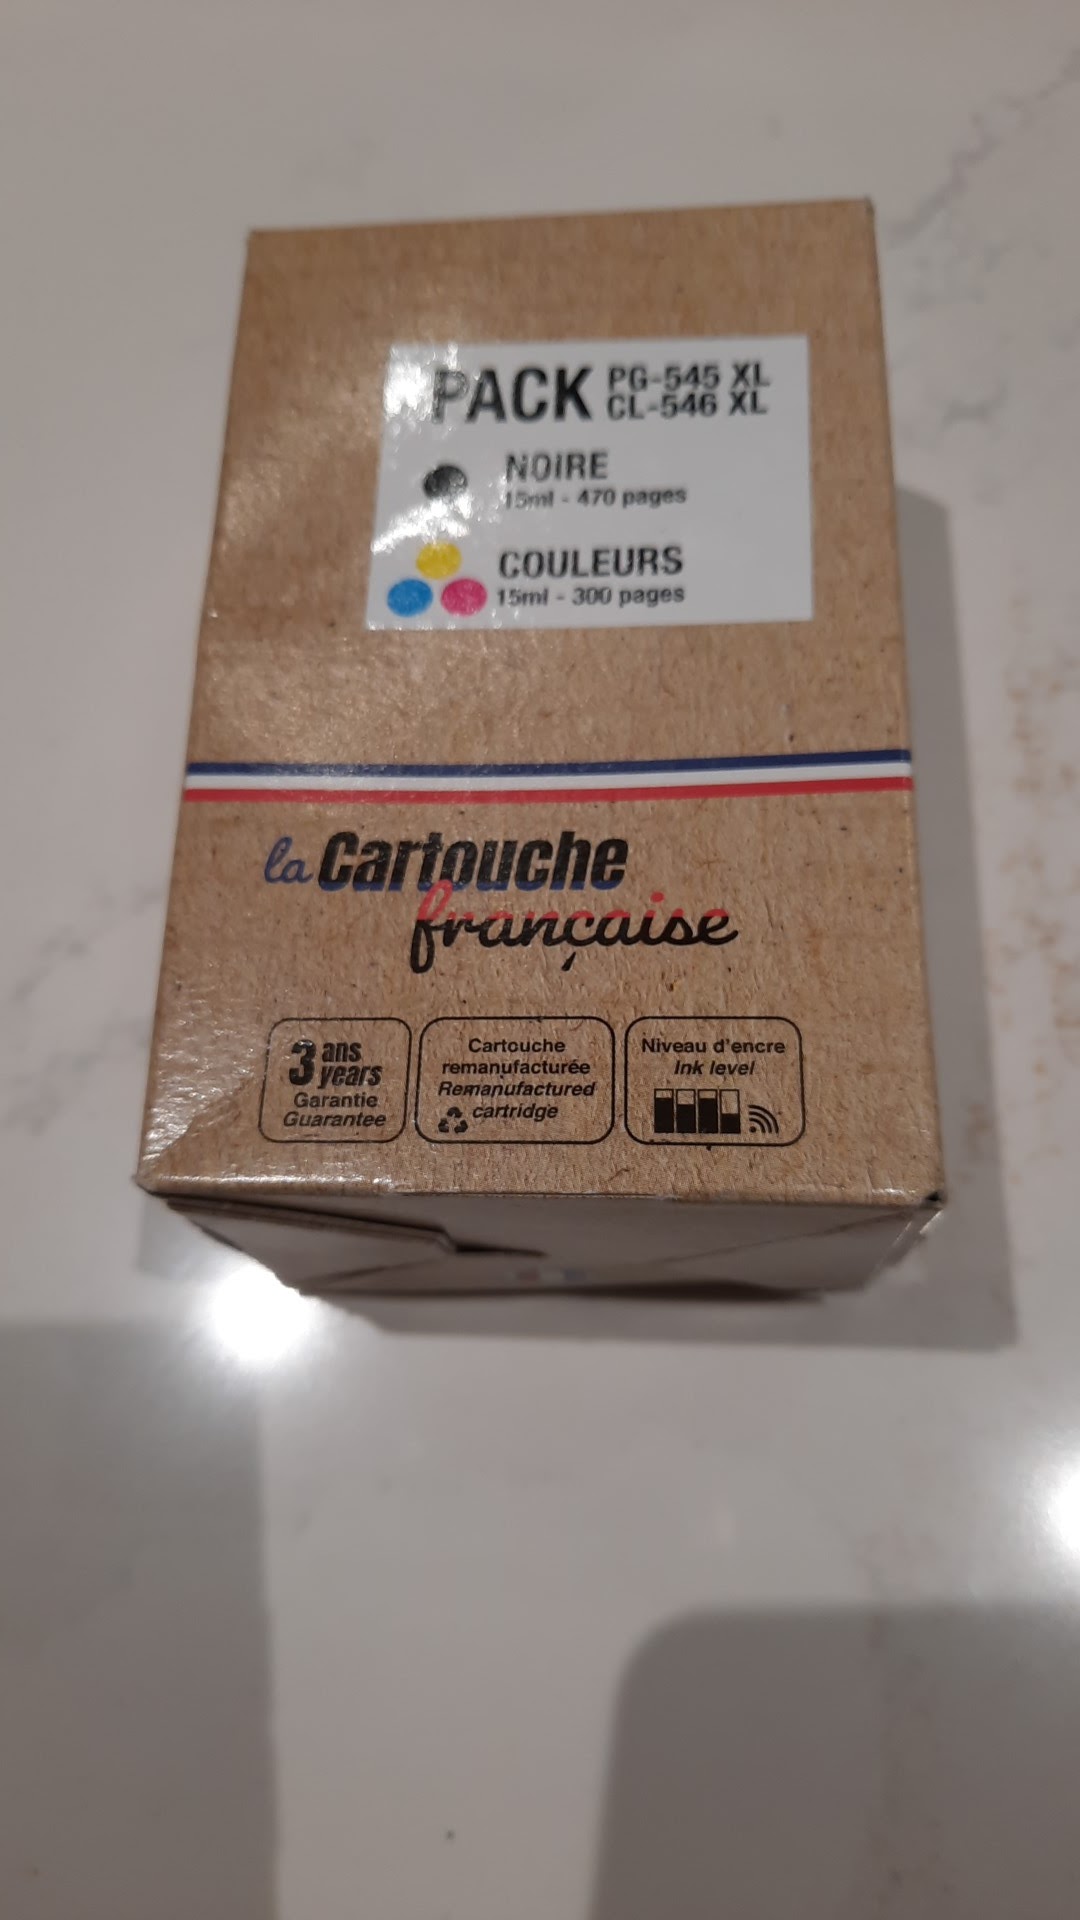 PACK PG-545 XL
CL-546 XL
NOIRE
15ml - 470 pages
COULEURS
15ml - 300 pages
la Cartouche
française
3 ans
years
Garantie
Guarantee
Cartouche
remanufacturée
Remanufactured
cartridge
Niveau d'encre
Ink level